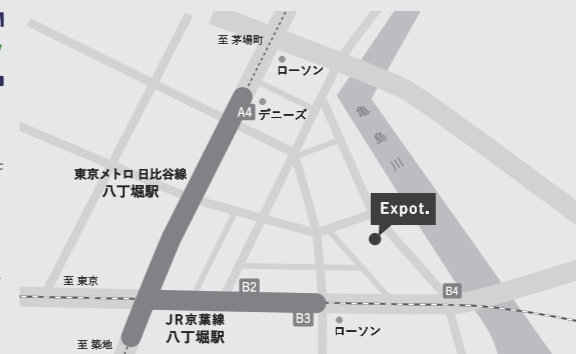 至 茅場町
ローソン
A4
デニーズ
亀島川
東京メトロ 日比谷線
八丁堀駅
Expot.
至 東京
B2
B4
B3
JR京葉線
八丁堀駅
ローソン
至 築地